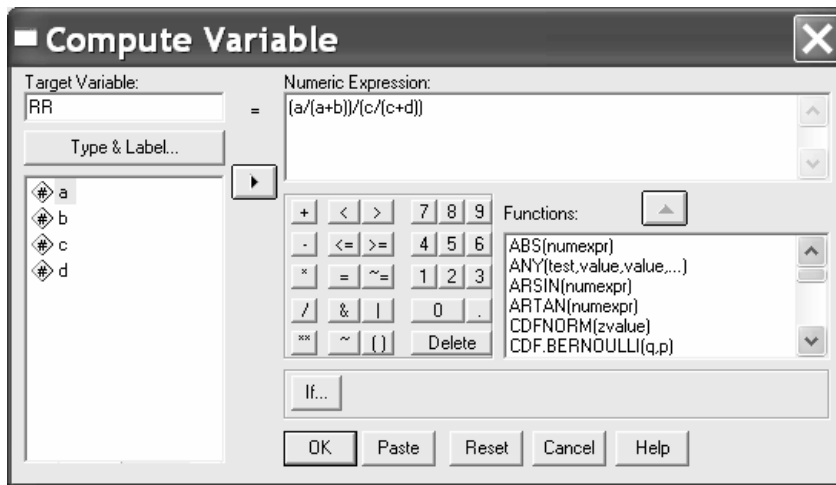 Compute Variable
Target Variable:
RR
=
Numeric Expression:
(a/(a+b))/(c/(c+d))
Type & Label...
a
b
c
d
+ < > 7 8 9
- <= >= 4 5 6
* = ~= 1 2 3
/ & | 0 .
** ~ () Delete
Functions:
ABS(numexpr)
ANY(test,value,value,...)
ARSIN(numexpr)
ARTAN(numexpr)
CDFNORM(zvalue)
CDF.BERNOULLI(q,p)
If...
OK Paste Reset Cancel Help